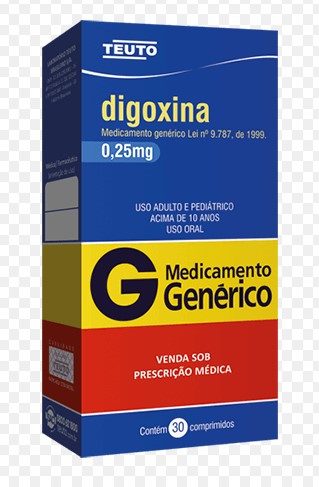 TEUTO
digoxina
Medicamento genérico Lei nº 9.787, de 1999.
0,25mg
USO ADULTO E PEDIÁTRICO
ACIMA DE 10 ANOS
USO ORAL
G Medicamento
Genérico
VENDA SOB
PRESCRIÇÃO MÉDICA
Contém 30 comprimidos
TEUTO